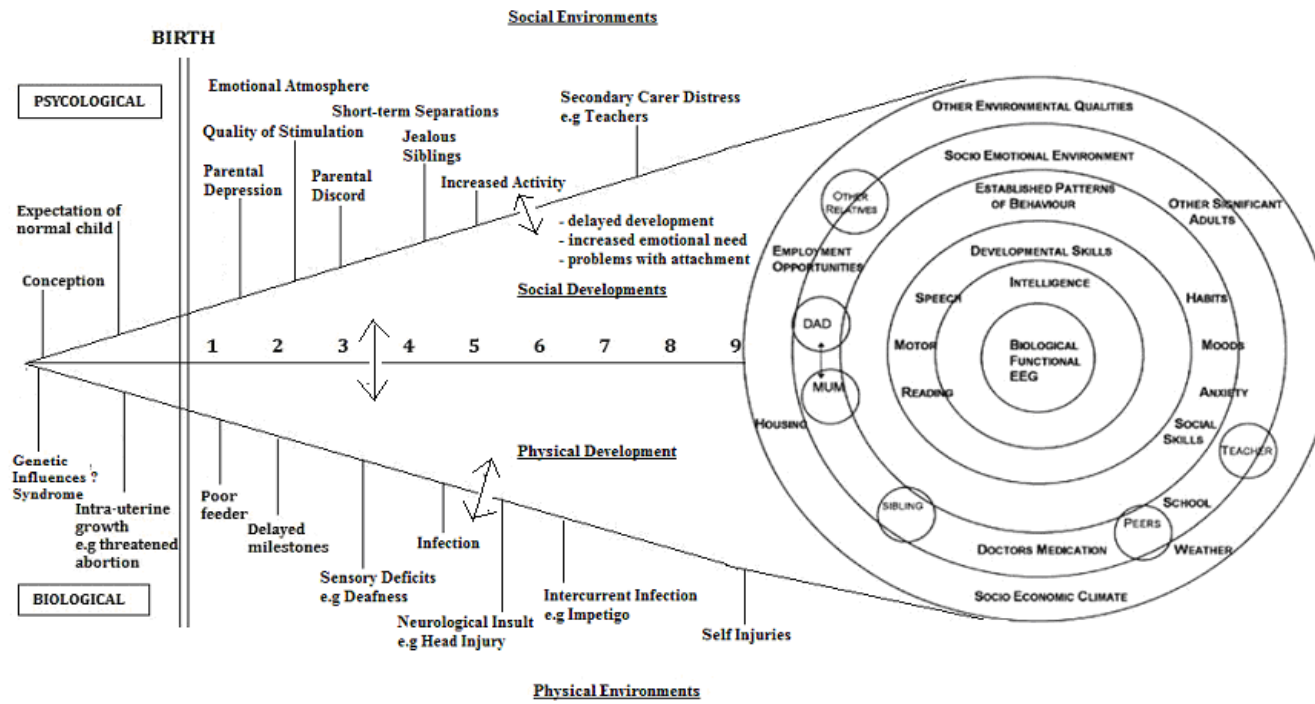 Social Environments
BIRTH
PSYCOLOGICAL
Emotional Atmosphere
Short-term Separations
Quality of Stimulation
Jealous
Siblings
Secondary Carer Distress
e.g Teachers
Parental
Depression
Parental
Discord
Increased Activity
Expectation of
normal child
Conception
- delayed development
- increased emotional need
- problems with attachment
Social Developments
1 2 3 4 5 6 7 8 9
Physical Development
Genetic
Influences ?
Syndrome
Intra-uterine
growth
e.g threatened
abortion
BIOLOGICAL
Poor
feeder
Delayed
milestones
Sensory Deficits
e.g Deafness
Infection
Neurological Insult
e.g Head Injury
Intercurrent Infection
e.g Impetigo
Self Injuries
Physical Environments
OTHER ENVIRONMENTAL QUALITIES
SOCIO EMOTIONAL ENVIRONMENT
ESTABLISHED PATTERNS
OF BEHAVIOUR
OTHER SIGNIFICANT
ADULTS
OTHER
RELATIVES
EMPLOYMENT
OPPORTUNITIES
DEVELOPMENTAL SKILLS
INTELLIGENCE
SPEECH
HABITS
DAD
MOTOR
BIOLOGICAL
FUNCTIONAL
EEG
MOODS
MUM
READING
ANXIETY
HOUSING
SOCIAL
SKILLS
TEACHER
SIBLING
SCHOOL
PEERS
DOCTORS MEDICATION
WEATHER
SOCIO ECONOMIC CLIMATE